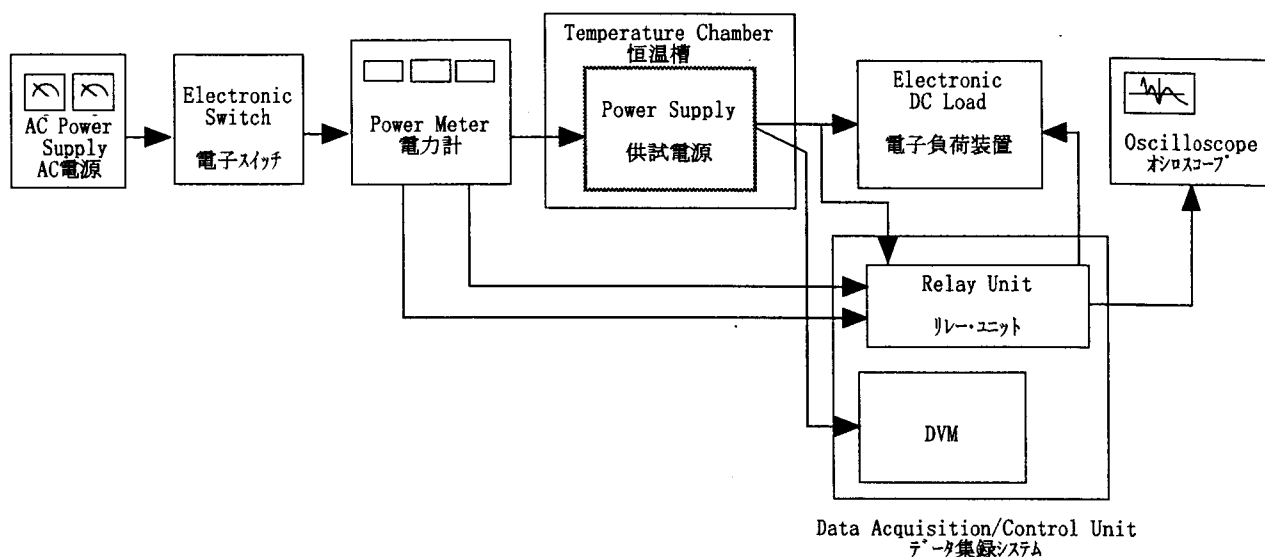 AC Power
Supply
AC電源
Electronic
Switch
電子スイッチ
Power Meter
電力計
Temperature Chamber
恒温槽
Power Supply
供試電源
Electronic
DC Load
電子負荷装置
Oscilloscope
オシロスコープ
Relay Unit
リレー・ユニット
DVM
Data Acquisition/Control Unit
データ集録システム